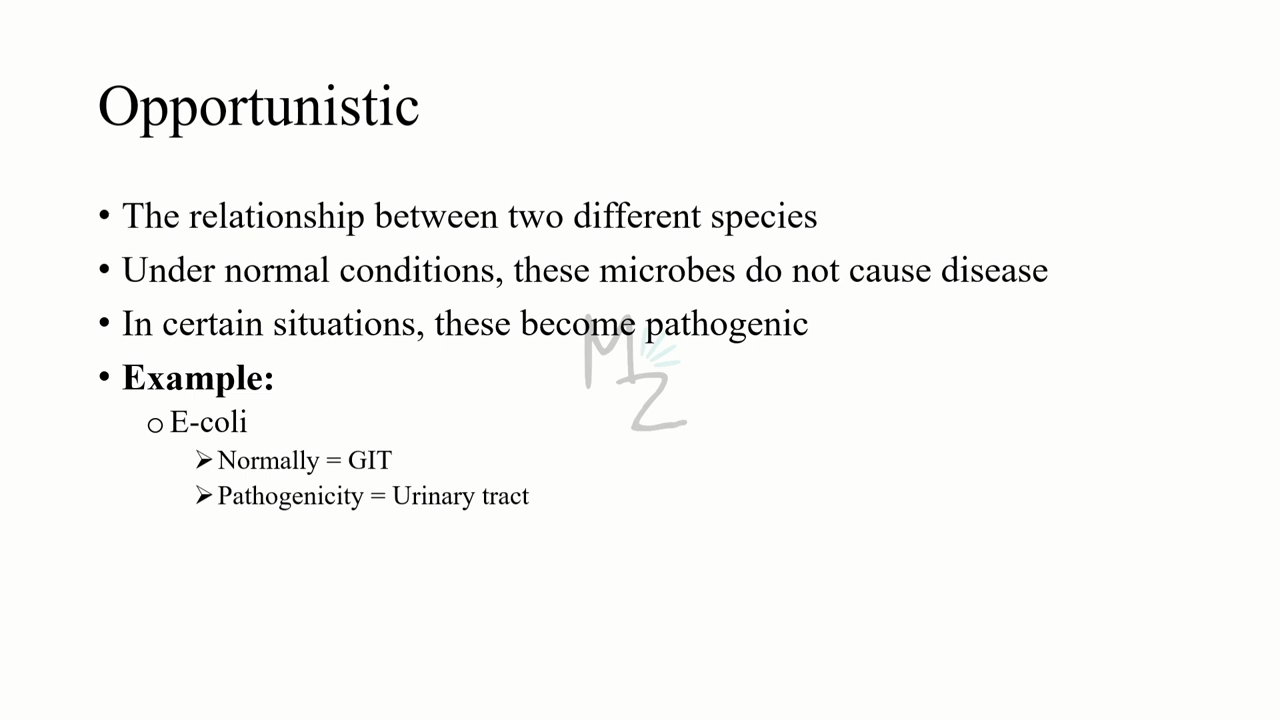 Opportunistic
• The relationship between two different species
• Under normal conditions, these microbes do not cause disease
• In certain situations, these become pathogenic
• Example:
o E-coli
➢ Normally = GIT
➢ Pathogenicity = Urinary tract
MZ